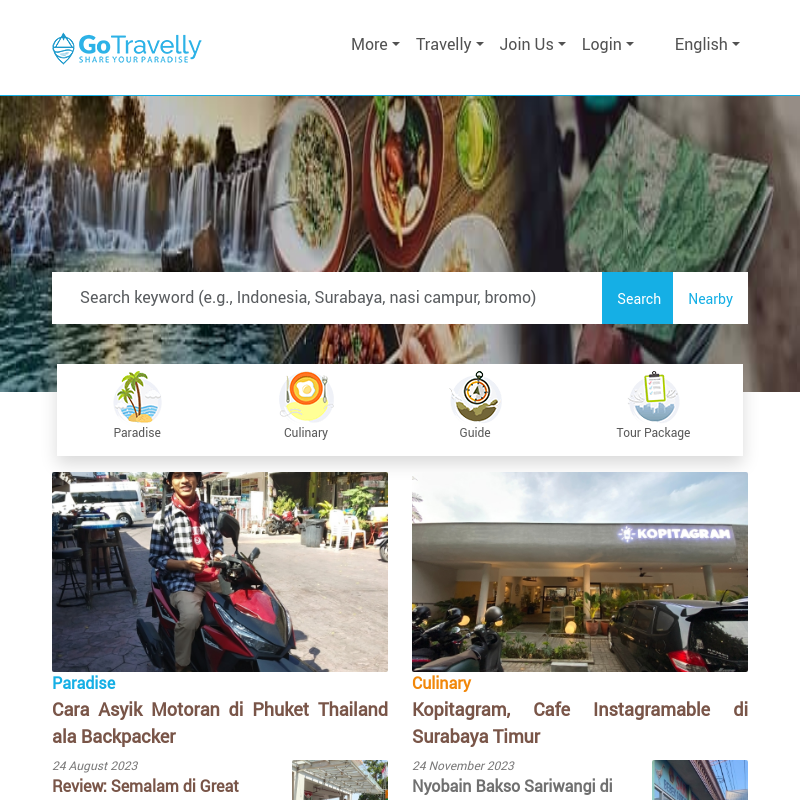 GoTravelly
SHARE YOUR PARADISE
More
Travelly
Join Us
Login
English
Search keyword (e.g., Indonesia, Surabaya, nasi campur, bromo)
Search
Nearby
Paradise
Culinary
Guide
Tour Package
KOPITAGRAM
Paradise
Cara Asyik Motoran di Phuket Thailand
ala Backpacker
24 August 2023
Review: Semalam di Great
Culinary
Kopitagram, Cafe Instagramable di
Surabaya Timur
24 November 2023
Nyobain Bakso Sariwangi di